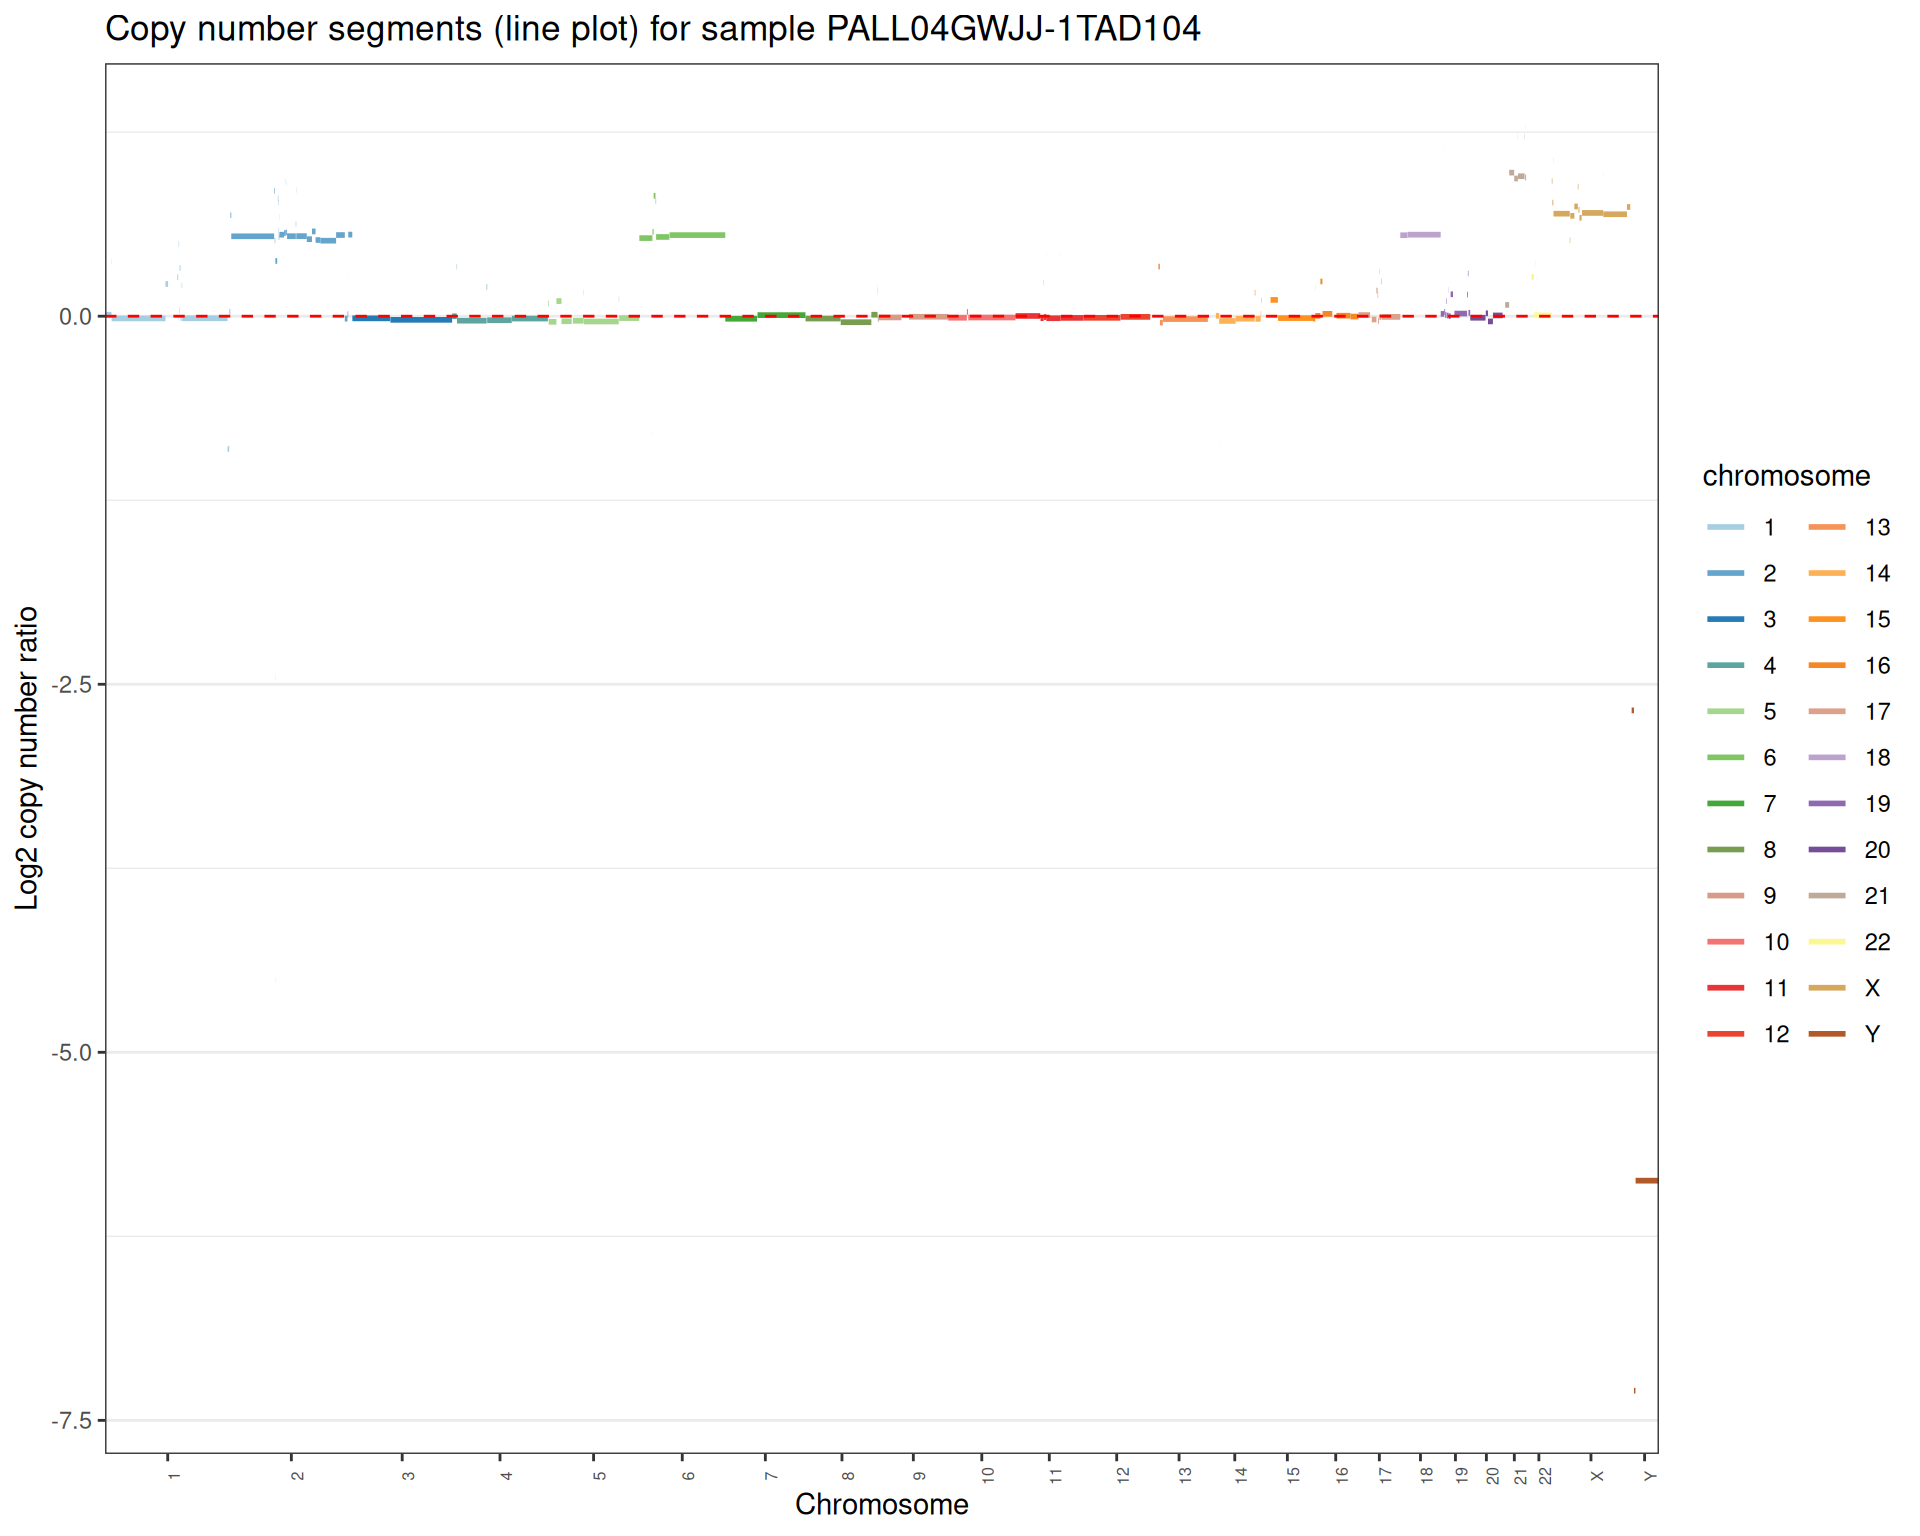 Copy number segments (line plot) for sample PALL04GWJJ-1TAD104
Log2 copy number ratio
0.0
-2.5
-5.0
-7.5
1 2 3 4 5 6 7 8 9 10 11 12 13 14 15 16 17 18 19 20 21 22 X Y
Chromosome
chromosome
1 13
2 14
3 15
4 16
5 17
6 18
7 19
8 20
9 21
10 22
11 X
12 Y